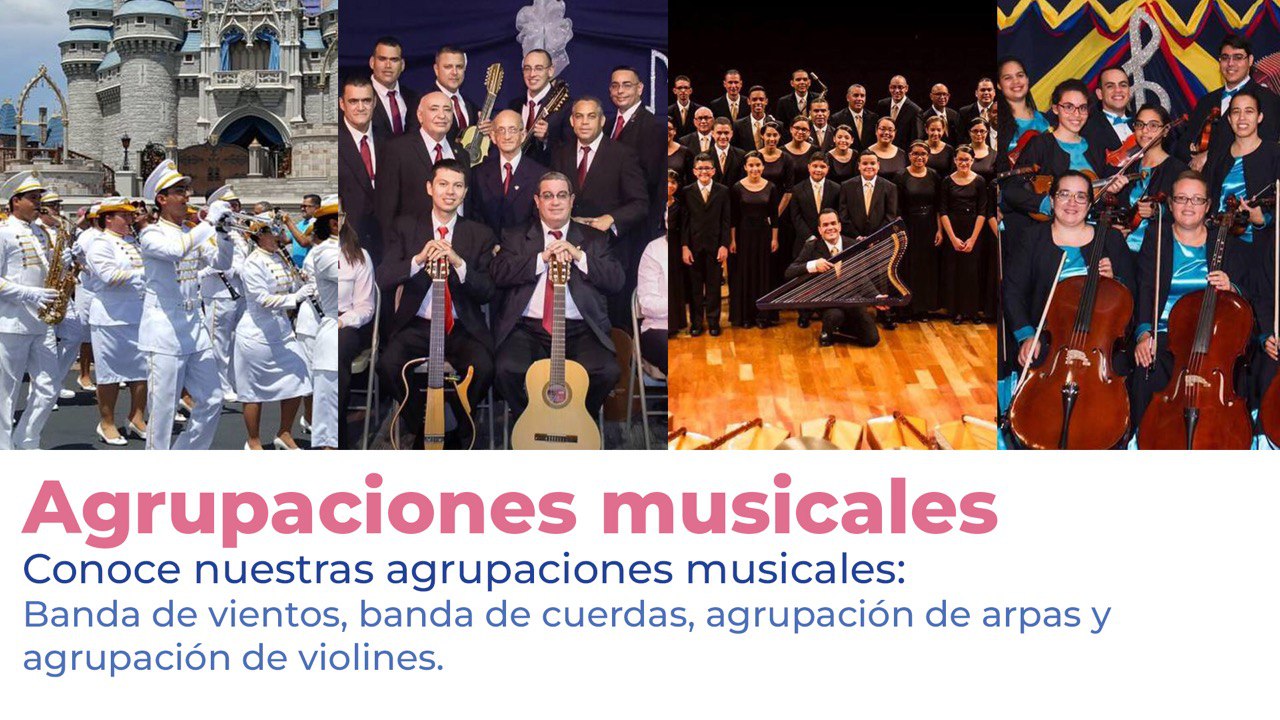 Agrupaciones musicales
Conoce nuestras agrupaciones musicales:
Banda de vientos, banda de cuerdas, agrupación de arpas y
agrupación de violines.